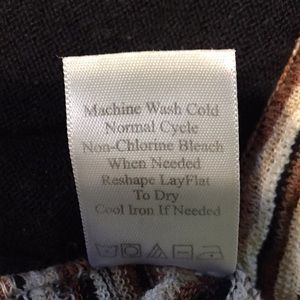 Machine Wash Cold
Normal Cycle
Non-Chlorine Bleach
When Needed
Reshape LayFlat
To Dry
Cool Iron If Needed